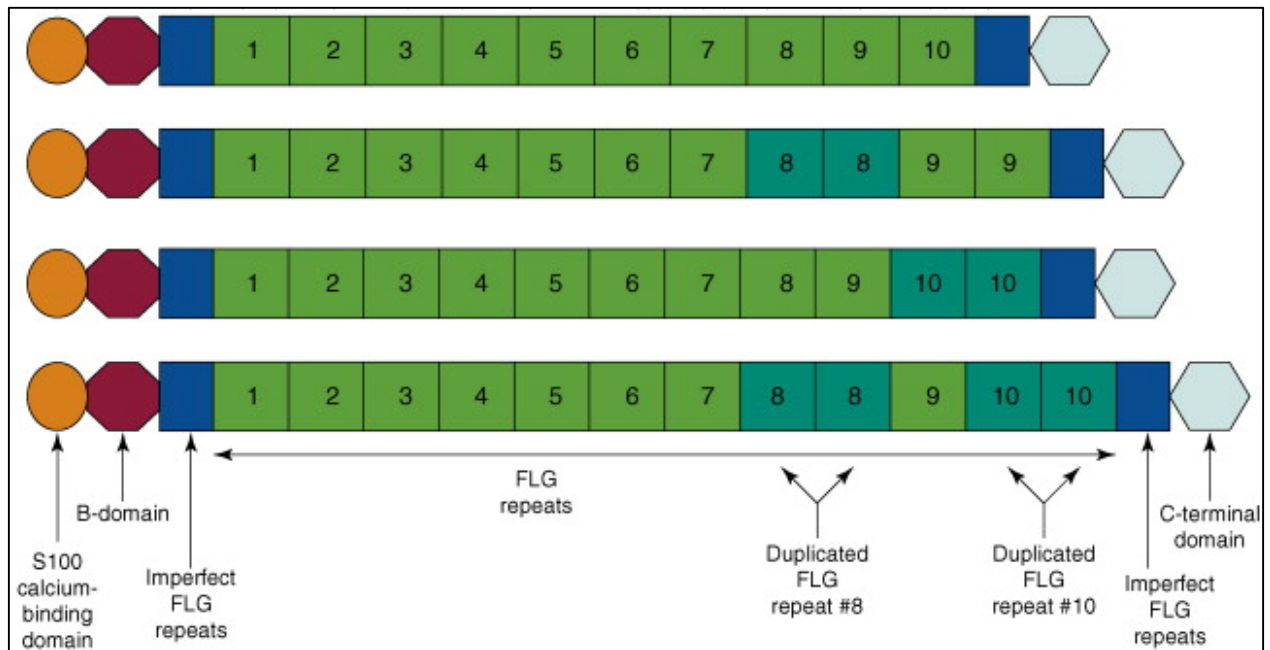 1 2 3 4 5 6 7 8 9 10
1 2 3 4 5 6 7 8 8 9 9
1 2 3 4 5 6 7 8 9 10 10
1 2 3 4 5 6 7 8 8 9 10 10
S100
calcium-
binding
domain
B-domain
Imperfect
FLG
repeats
FLG
repeats
Duplicated
FLG
repeat #8
Duplicated
FLG
repeat #10
Imperfect
FLG
repeats
C-terminal
domain